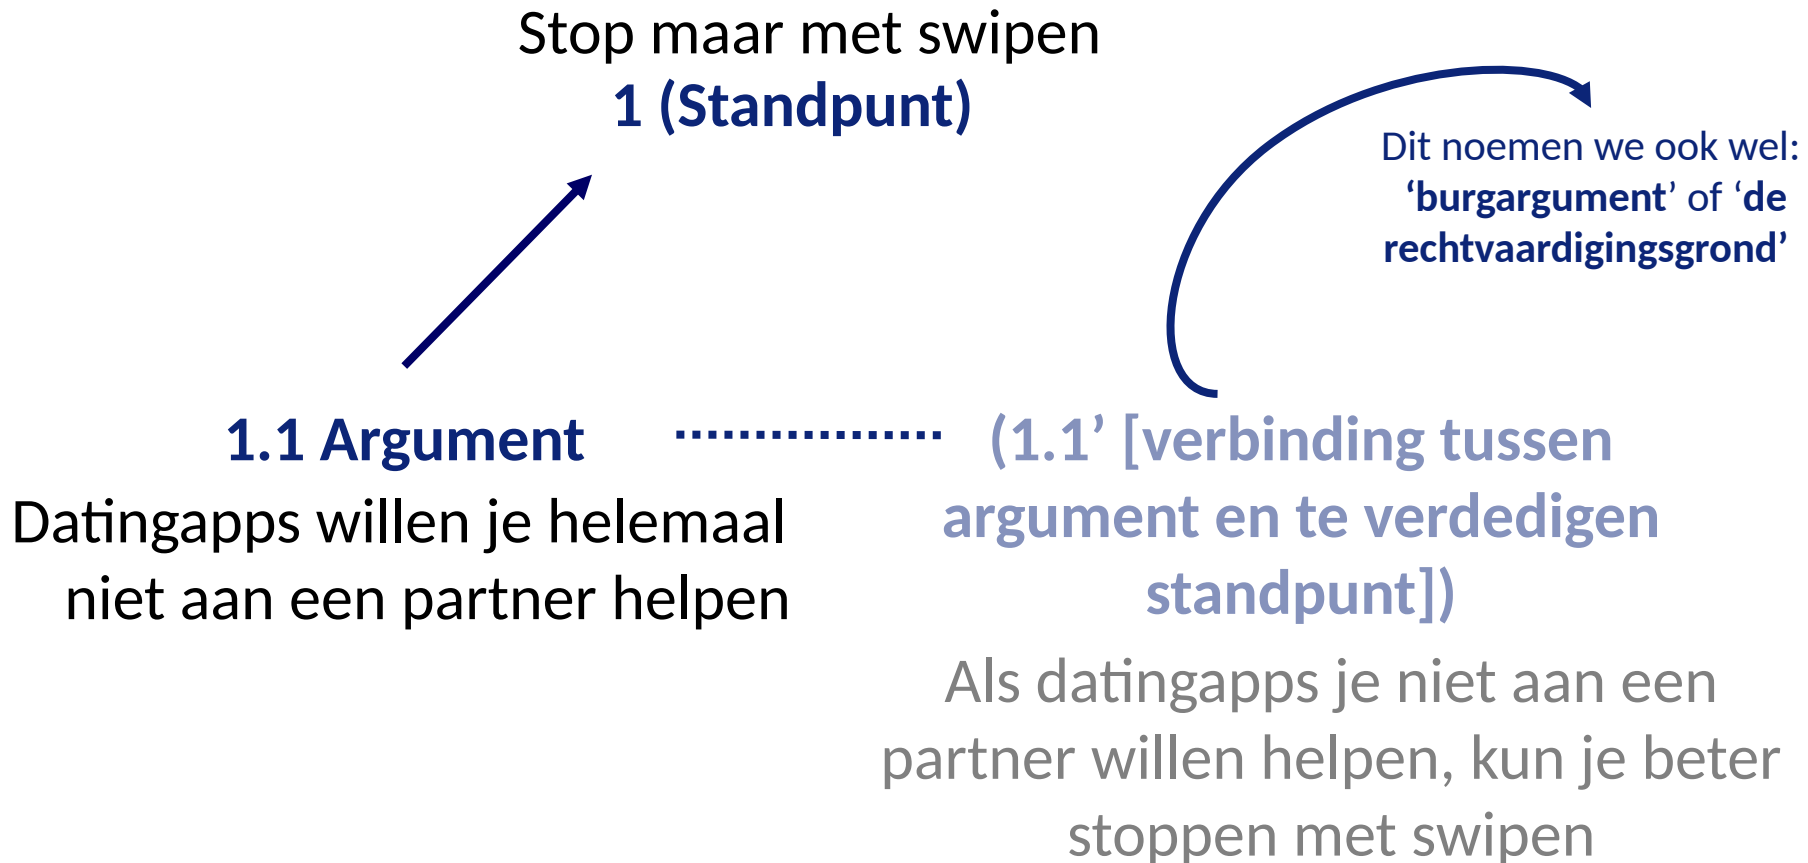 Stop maar met swipen
1 (Standpunt)
Dit noemen we ook wel:
‘burgargument’ of ‘de
rechtvaardigingsgrond’
1.1 Argument
Datingapps willen je helemaal
niet aan een partner helpen
(1.1’ [verbinding tussen
argument en te verdedigen
standpunt])
Als datingapps je niet aan een
partner willen helpen, kun je beter
stoppen met swipen